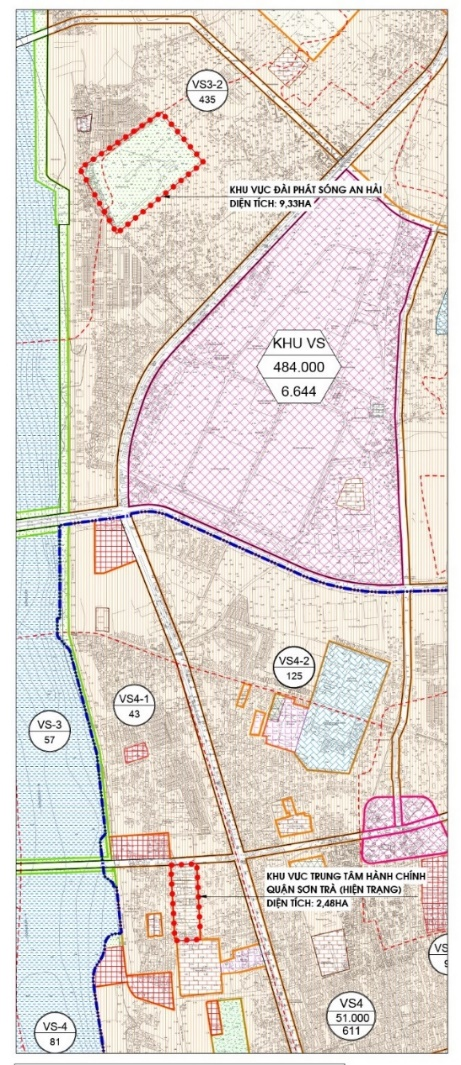 VS3-2
435
KHU VỰC ĐÀI PHÁT SÓNG AN HẢI
DIỆN TÍCH: 9,33HA
KHU VS
484.000
6.644
VS4-2
125
VS4-1
43
VS-3
57
KHU VỰC TRUNG TÂM HÀNH CHÍNH
QUẬN SƠN TRÀ (HIỆN TRẠNG)
DIỆN TÍCH: 2,48HA
VS
9
VS4
51.000
611
VS-4
81